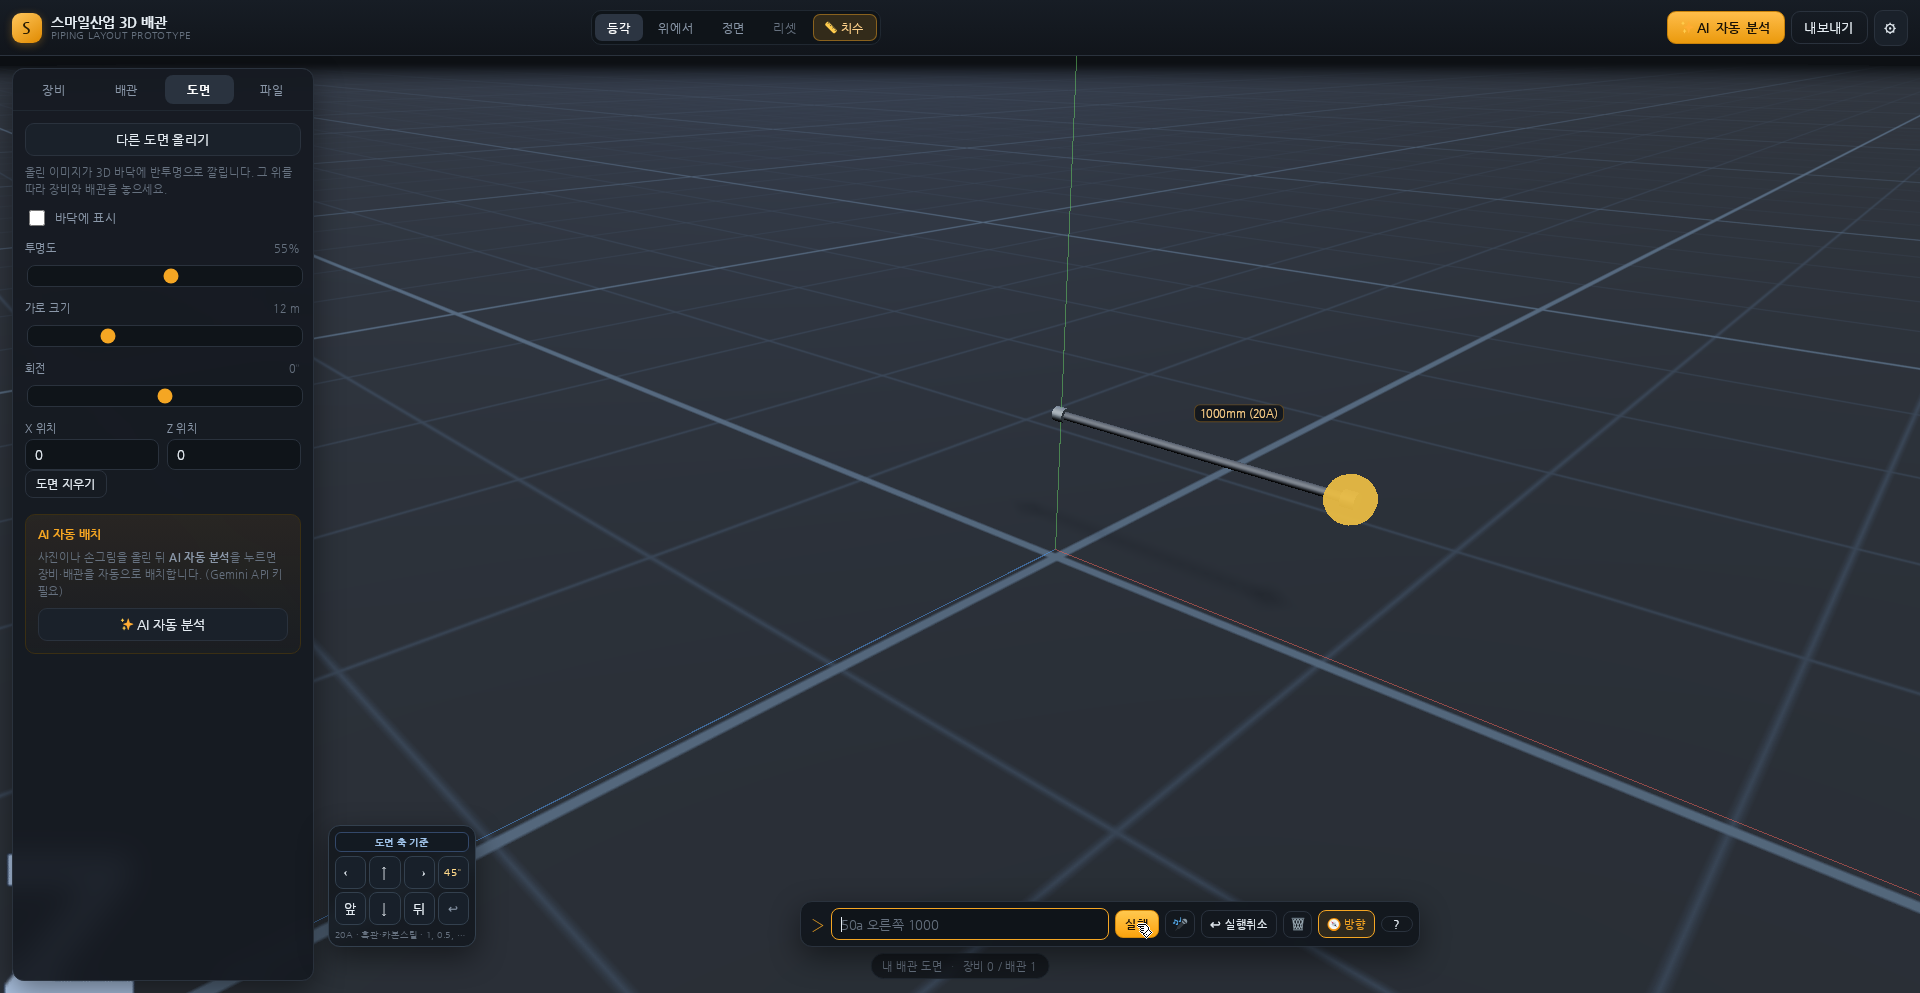 S 스마일산업 3D 배관
PIPING LAYOUT PROTOTYPE
등각 위에서 정면 리셋 📏 치수
✨ AI 자동 분석 내보내기
장비 배관 도면 파일
다른 도면 올리기
올린 이미지가 3D 바닥에 반투명으로 깔립니다. 그 위를
따라 장비와 배관을 놓으세요.
바닥에 표시
투명도 55%
가로 크기 12 m
회전 0°
X 위치 Z 위치
0 0
도면 지우기
AI 자동 배치
사진이나 손그림을 올린 뒤 AI 자동 분석을 누르면
장비·배관을 자동으로 배치합니다. (Gemini API 키
필요)
✨ AI 자동 분석
1000mm (20A)
도면 축 기준
← ↑ → 45°
앞 ↓ 뒤 ↩
20A · 흑관·카본스틸 · 1, 0.5, …
> 50a 오른쪽 1000 실행 ↩ 실행취소 🗑 🧭 방향 ?
내 배관 도면 · 장비 0 / 배관 1